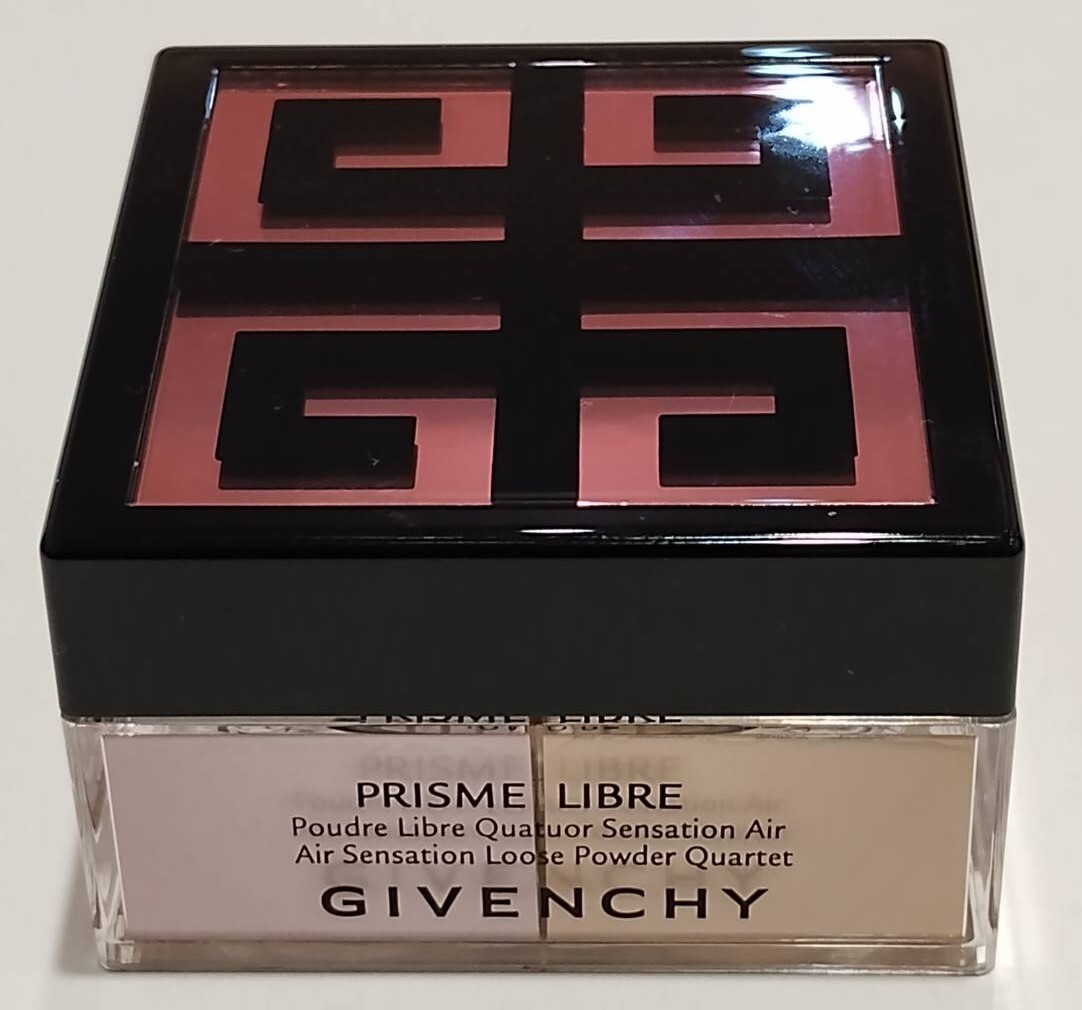 PRISME LIBRE
Poudre Libre Quatuor Sensation Air
Air Sensation Loose Powder Quartet
GIVENCHY